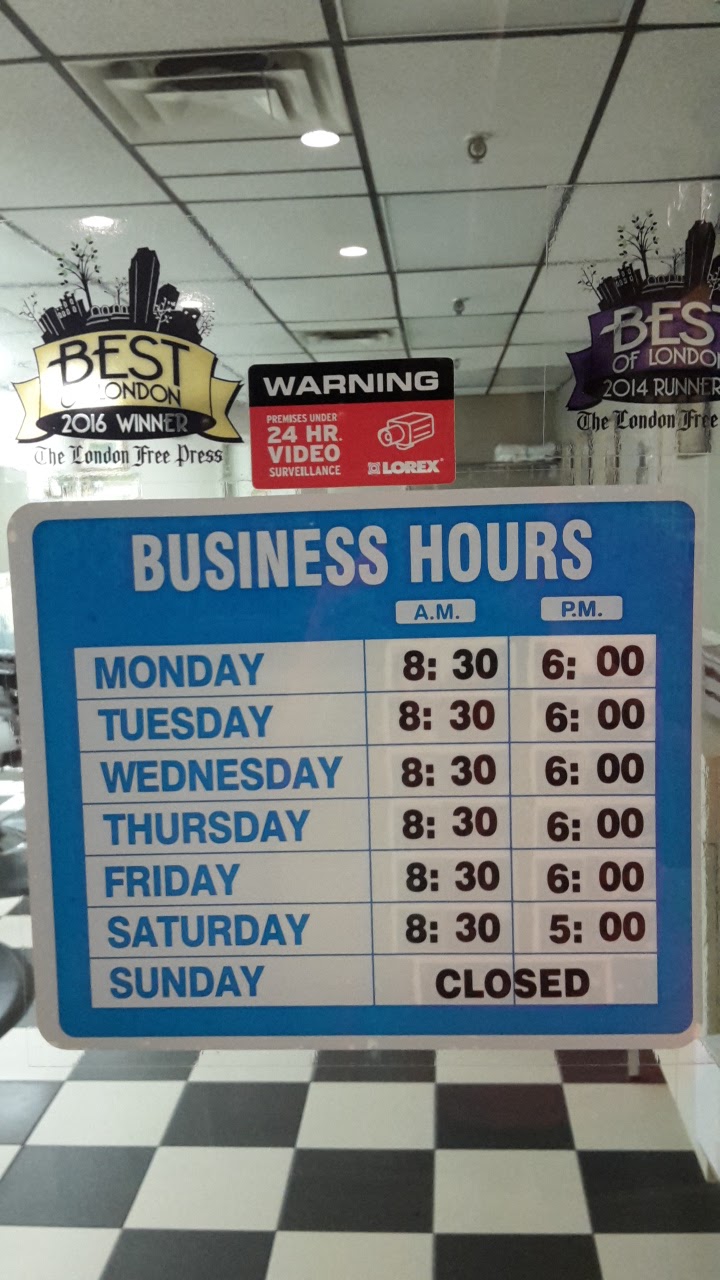 BEST
OF LONDON
2016 WINNER
The London Free Press
BEST
OF LONDON
2014 RUNNER
The London Free
WARNING
PREMISES UNDER
24 HR.
VIDEO
SURVEILLANCE
LOREX
BUSINESS HOURS
A.M. P.M.
MONDAY 8: 30 6: 00
TUESDAY 8: 30 6: 00
WEDNESDAY 8: 30 6: 00
THURSDAY 8: 30 6: 00
FRIDAY 8: 30 6: 00
SATURDAY 8: 30 5: 00
SUNDAY CLOSED